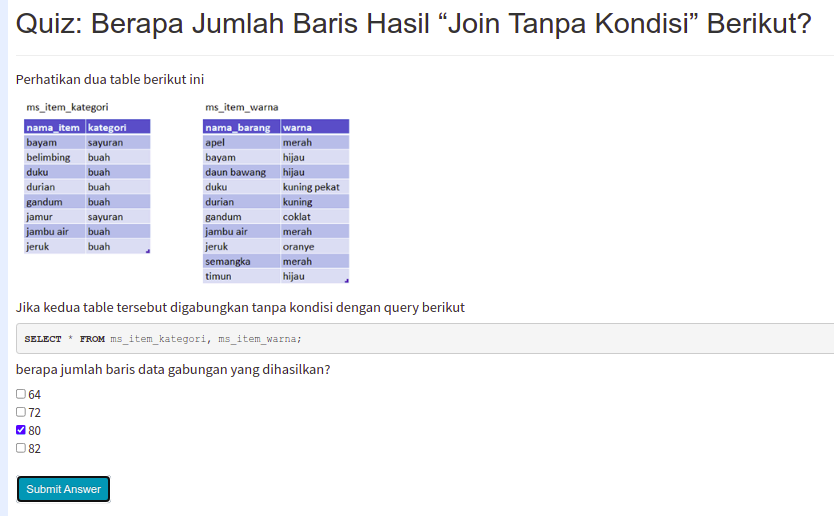 Quiz: Berapa Jumlah Baris Hasil “Join Tanpa Kondisi” Berikut?
Perhatikan dua table berikut ini
ms_item_kategori
nama_item kategori
bayam sayuran
belimbing buah
duku buah
durian buah
gandum buah
jamur sayuran
jambu air buah
jeruk buah
ms_item_warna
nama_barang warna
apel merah
bayam hijau
daun bawang hijau
duku kuning pekat
durian kuning
gandum coklat
jambu air merah
jeruk oranye
semangka merah
timun hijau
Jika kedua table tersebut digabungkan tanpa kondisi dengan query berikut
SELECT * FROM ms_item_kategori, ms_item_warna;
berapa jumlah baris data gabungan yang dihasilkan?
64
72
80
82
Submit Answer